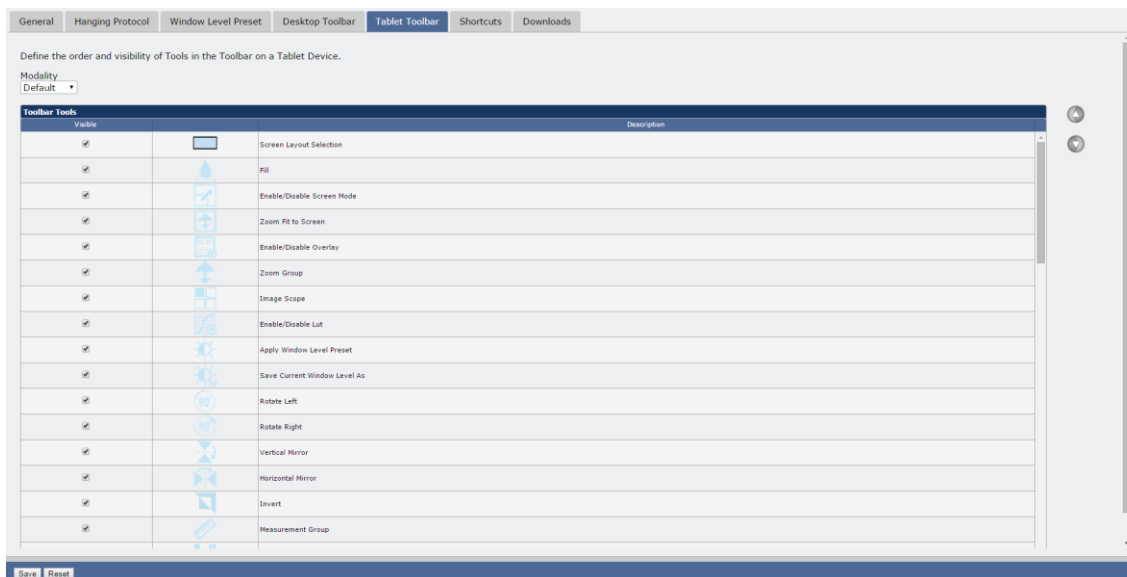 General Hanging Protocol Window Level Preset Desktop Toolbar Tablet Toolbar Shortcuts Downloads
Define the order and visibility of Tools in the Toolbar on a Tablet Device.
Modality
Default
Toolbar Tools
Visible Description
Screen Layout Selection
Fill
Enable/Disable Screen Mode
Zoom Fit to Screen
Enable/Disable Overlay
Zoom Group
Image Scope
Enable/Disable Lut
Apply Window Level Preset
Save Current Window Level As
90° Rotate Left
90° Rotate Right
Vertical Mirror
Horizontal Mirror
Invert
Measurement Group
Save Reset